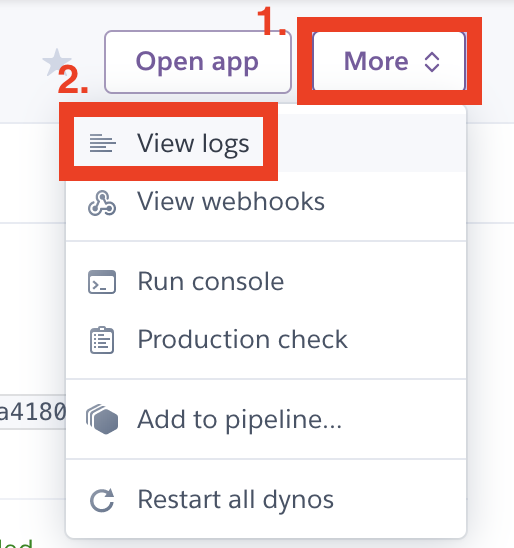 1.
Open app
More
2.
View logs
View webhooks
Run console
Production check
a4180
Add to pipeline...
Restart all dynos